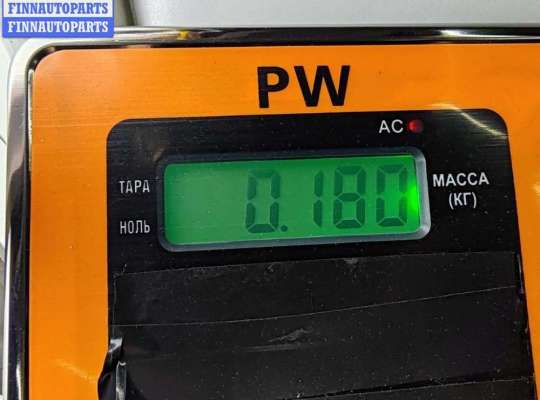 FINNAUTOPARTS
FINNAUTOPARTS
PW
AC
ТАРА
0.180
МАССА
(КГ)
НОЛЬ